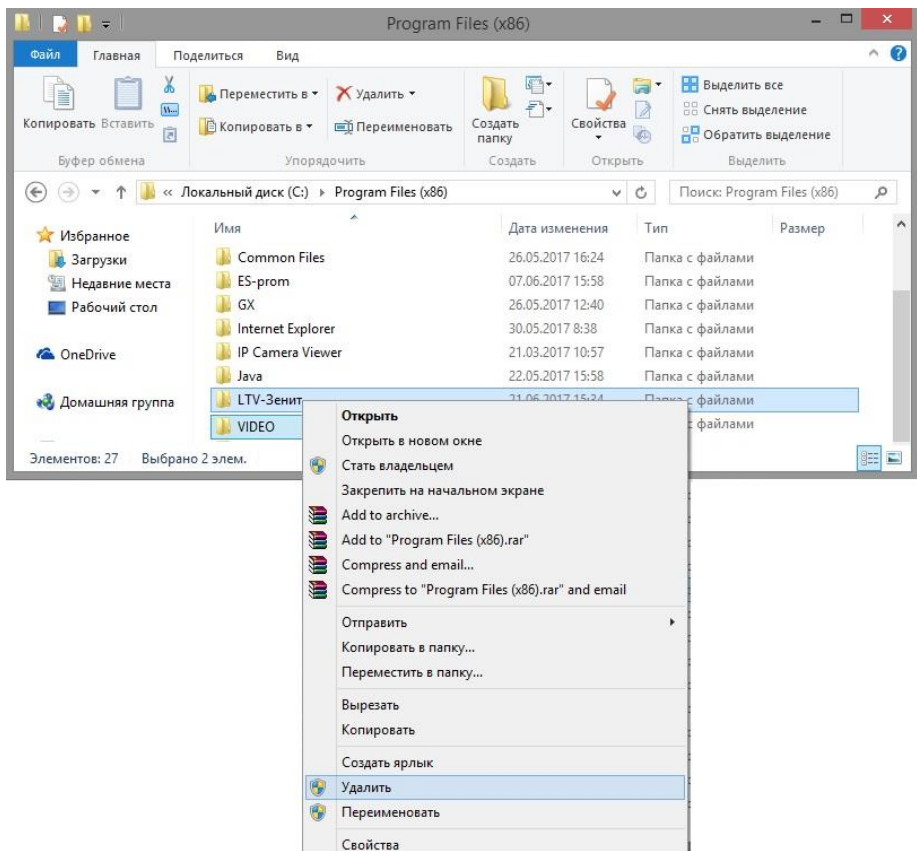 Program Files (x86)
Файл Главная Поделиться Вид
Копировать Вставить
Переместить в Удалить
Копировать в Переименовать
Создать папку
Свойства
Выделить все
Снять выделение
Обратить выделение
Буфер обмена Упорядочить Создать Открыть Выделить
« Локальный диск (C:) Program Files (x86) Поиск: Program Files (x86)
Избранное
Загрузки
Недавние места
Рабочий стол
OneDrive
Домашняя группа
Имя Дата изменения Тип Размер
Common Files 26.05.2017 16:24 Папка с файлами
ES-prom 07.06.2017 15:58 Папка с файлами
GX 26.05.2017 12:40 Папка с файлами
Internet Explorer 30.05.2017 8:38 Папка с файлами
IP Camera Viewer 21.03.2017 10:57 Папка с файлами
Java 22.05.2017 15:58 Папка с файлами
LTV-Зенит 21.06.2017 15:34 Папка с файлами
VIDEO с файлами
Элементов: 27 Выбрано 2 элем.
Открыть
Открыть в новом окне
Стать владельцем
Закрепить на начальном экране
Add to archive...
Add to "Program Files (x86).rar"
Compress and email...
Compress to "Program Files (x86).rar" and email
Отправить
Копировать в папку...
Переместить в папку...
Вырезать
Копировать
Создать ярлык
Удалить
Переименовать
Свойства